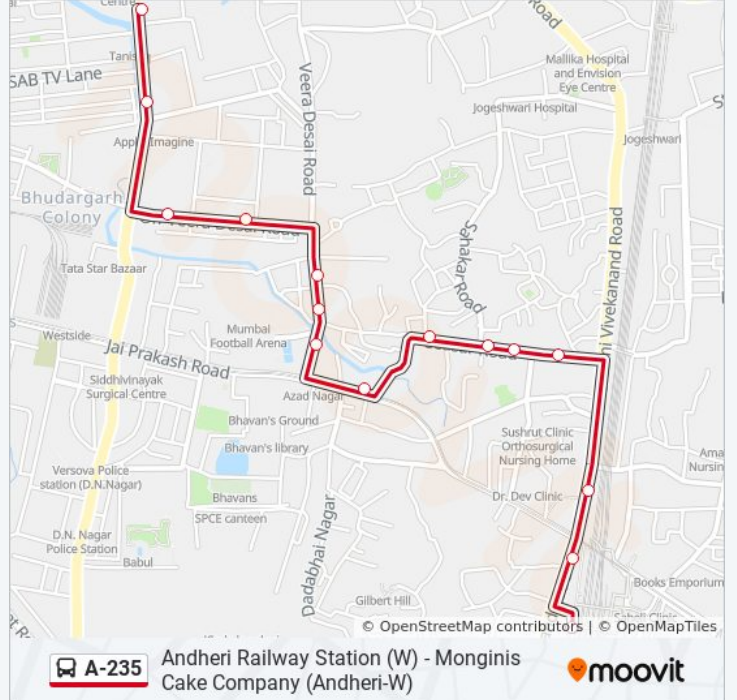 Centre
Road
Tanis
SAB TV Lane
Veera Desai Road
Mallika Hospital
and Envision
Eye Centre
Jogeshwari Hospital
Apple Imagine
Jogeshwari
Bhudargarh
Colony
Sahakar Road
Tata Star Bazaar
Westside
Mumbai
Football Arena
Jai Prakash Road
Vivekanand Road
Siddhivinayak
Surgical Centre
Azad Nagar
Bhavan's Ground
Bhavan's library
Sushrut Clinic
Orthosurgical
Nursing Home
Versova Police
station (D.N.Nagar)
Bhavans
SPCE canteen
Dr. Dev Clinic
Dadabhai Nagar
D.N. Nagar
Police Station
Babul
Books Emporium
Gilbert Hill
© OpenStreetMap contributors | © OpenMapTiles
A-235
Andheri Railway Station (W) - Monginis
Cake Company (Andheri-W)
moovit